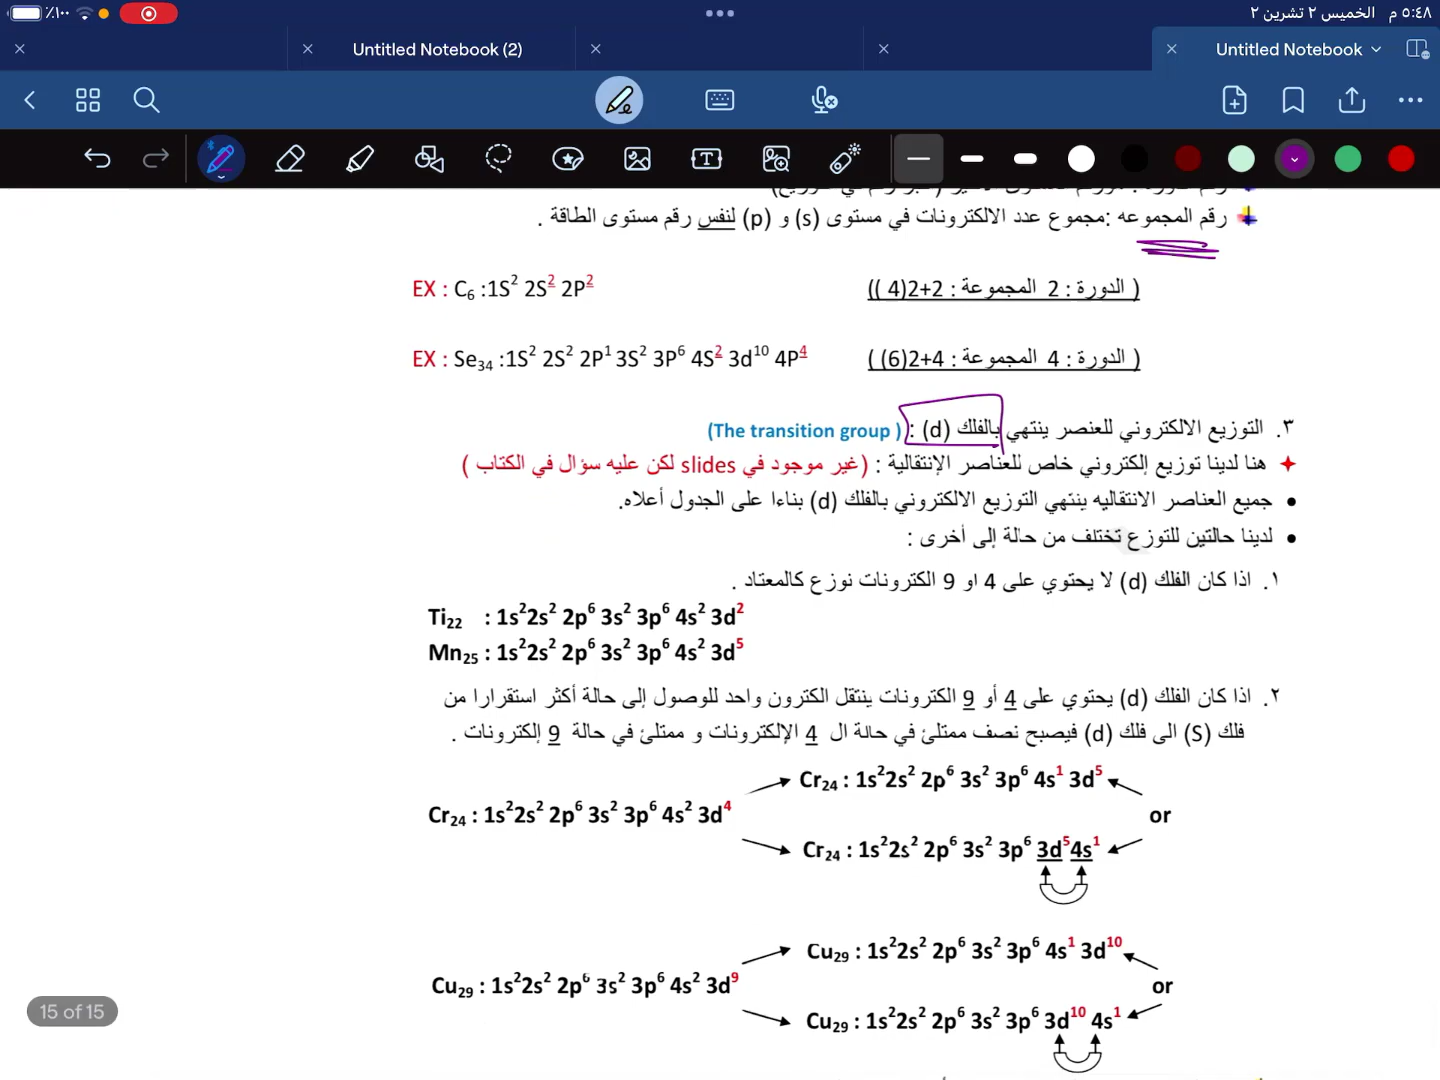 ٪١٠٠
٥:٤٨ م الخميس ٢ تشرين ٢
Untitled Notebook (2)
Untitled Notebook
رقم المجموعه :مجموع عدد الالكترونات في مستوى (s) و (p) لنفس رقم مستوى الطاقة .
EX : C₆ :1S² 2S² 2P² ( الدورة : 2 المجموعة : 2+2(4 ))
EX : Se₃₄ :1S² 2S² 2P¹ 3S² 3P⁶ 4S² 3d¹⁰ 4P⁴ ( الدورة : 4 المجموعة : 4+2(6) )
٣. التوزيع الالكتروني للعنصر ينتهي بالفلك (d) : (The transition group )
هنا لدينا توزيع إلكتروني خاص للعناصر الإنتقالية : (غير موجود في slides لكن عليه سؤال في الكتاب )
• جميع العناصر الانتقاليه ينتهي التوزيع الالكتروني بالفلك (d) بناءا على الجدول أعلاه.
• لدينا حالتين للتوزع تختلف من حالة إلى أخرى :
١. اذا كان الفلك (d) لا يحتوي على 4 او 9 الكترونات نوزع كالمعتاد .
Ti₂₂ : 1s²2s² 2p⁶ 3s² 3p⁶ 4s² 3d²
Mn₂₅ : 1s²2s² 2p⁶ 3s² 3p⁶ 4s² 3d⁵
٢. اذا كان الفلك (d) يحتوي على 4 أو 9 الكترونات ينتقل الكترون واحد للوصول إلى حالة أكثر استقرارا من
فلك (S) الى فلك (d) فيصبح نصف ممتلئ في حالة ال 4 الإلكترونات و ممتلئ في حالة 9 إلكترونات .
Cr₂₄ : 1s²2s² 2p⁶ 3s² 3p⁶ 4s¹ 3d⁵
Cr₂₄ : 1s²2s² 2p⁶ 3s² 3p⁶ 4s² 3d⁴ or
Cr₂₄ : 1s²2s² 2p⁶ 3s² 3p⁶ 3d⁵4s¹
Cu₂₉ : 1s²2s² 2p⁶ 3s² 3p⁶ 4s¹ 3d¹⁰
Cu₂₉ : 1s²2s² 2p⁶ 3s² 3p⁶ 4s² 3d⁹ or
Cu₂₉ : 1s²2s² 2p⁶ 3s² 3p⁶ 3d¹⁰ 4s¹
15 of 15